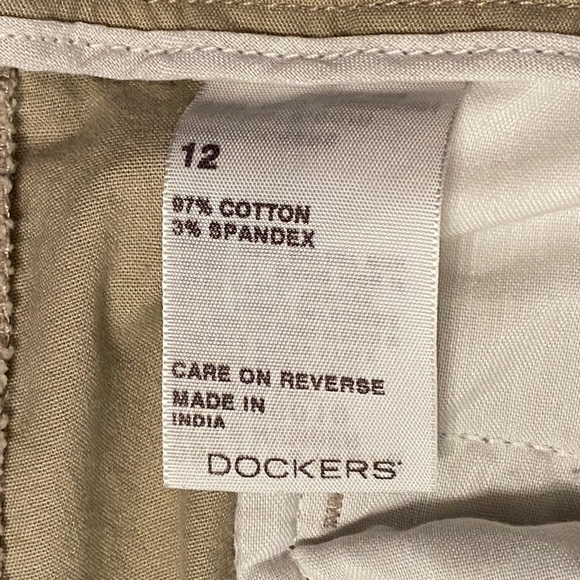 12
97% COTTON
3% SPANDEX
CARE ON REVERSE
MADE IN
INDIA
DOCKERS®